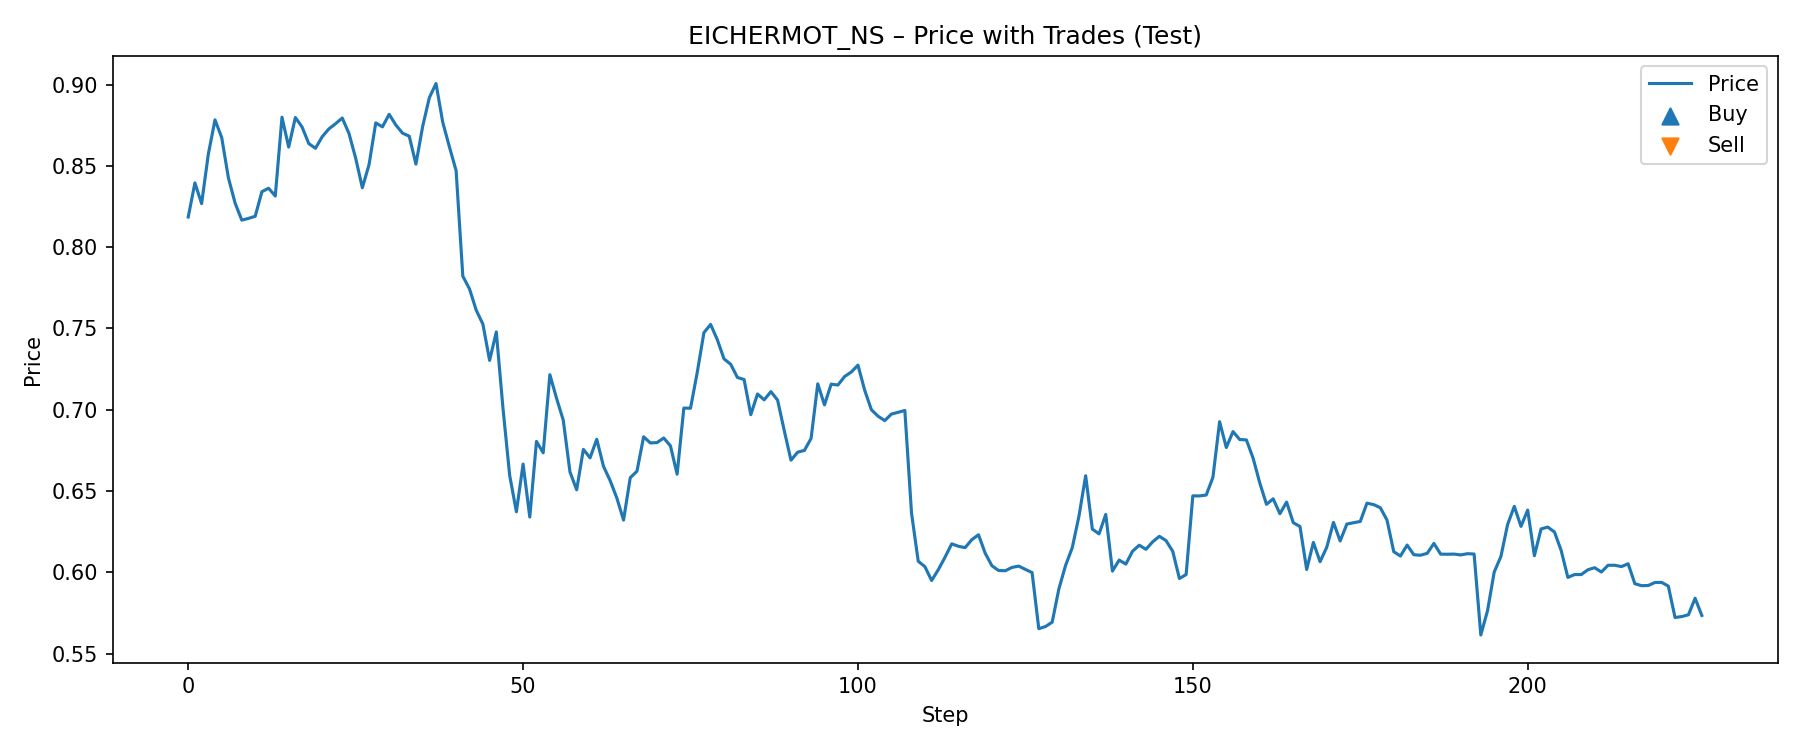 EICHERMOT_NS – Price with Trades (Test)
Price
Buy
Sell
0.90
0.85
0.80
0.75
0.70
0.65
0.60
0.55
Price
0 50 100 150 200
Step